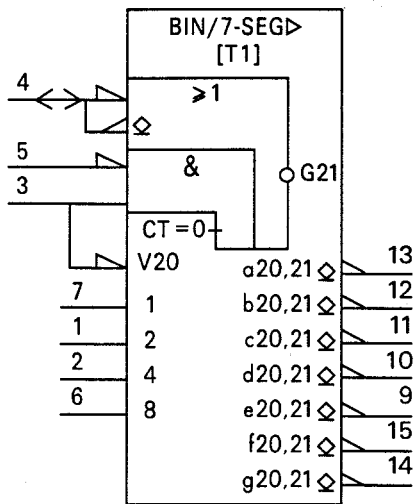 BIN/7-SEG▷
[T1]
4
≥1
◇
5
&
G21
3
CT=0
V20
a20,21◇ 13
7 1 b20,21◇ 12
1 2 c20,21◇ 11
2 4 d20,21◇ 10
6 8 e20,21◇ 9
f20,21◇ 15
g20,21◇ 14